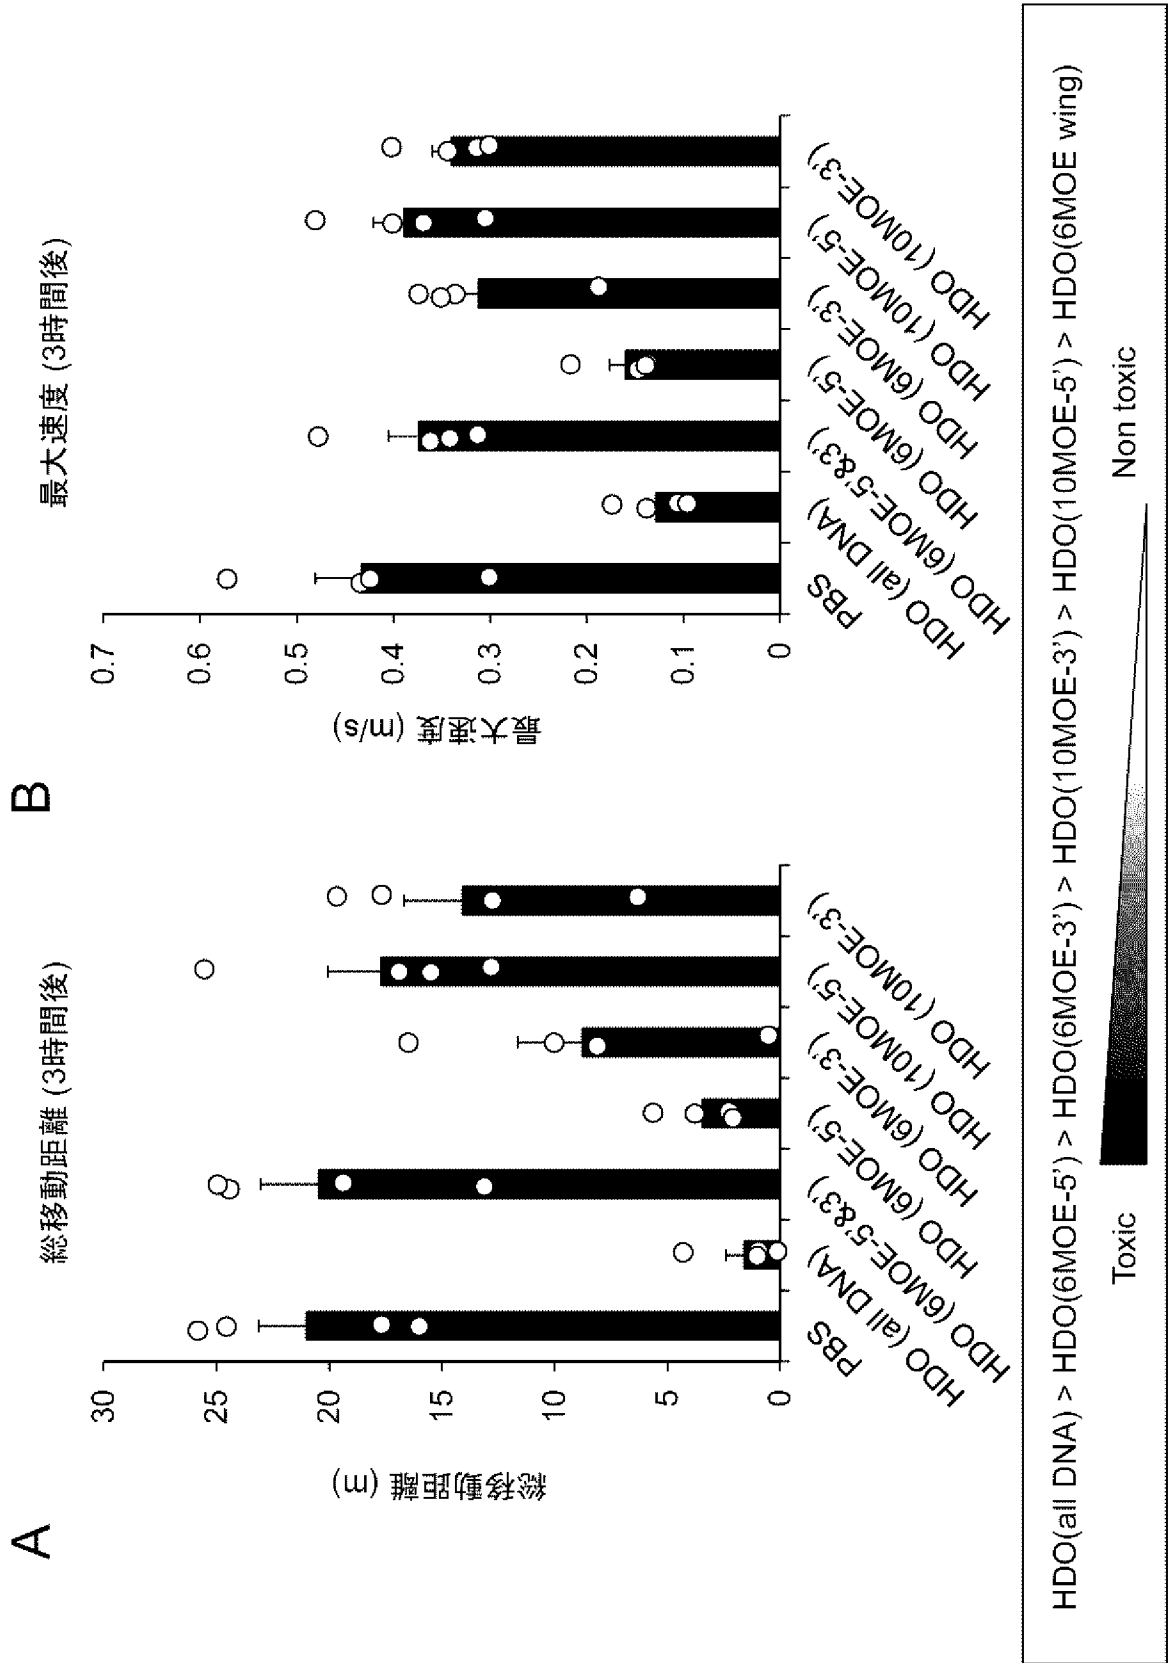 A
総移動距離 (3時間後)
総移動距離 (m)
30
25
20
15
10
5
0
PBS
HDO (all DNA)
HDO (6MOE-5'&3')
HDO (6MOE-5')
HDO (6MOE-3')
HDO (10MOE-5')
HDO (10MOE-3')
B
最大速度 (3時間後)
最大速度 (m/s)
0.7
0.6
0.5
0.4
0.3
0.2
0.1
0
PBS
HDO (all DNA)
HDO (6MOE-5'&3')
HDO (6MOE-5')
HDO (6MOE-3')
HDO (10MOE-5')
HDO (10MOE-3')
HDO(all DNA) > HDO(6MOE-5') > HDO(6MOE-3') > HDO(10MOE-3') > HDO(10MOE-5') > HDO(6MOE wing)
Toxic
Non toxic